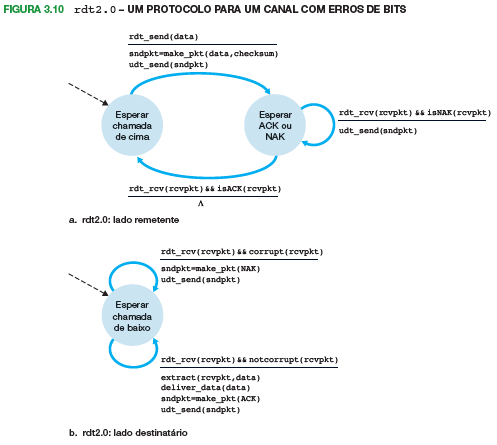 FIGURA 3.10 rdt2.0 – UM PROTOCOLO PARA UM CANAL COM ERROS DE BITS
rdt_send(data)
sndpkt=make_pkt(data,checksum)
udt_send(sndpkt)
Esperar
chamada
de cima
Esperar
ACK ou
NAK
rdt_rcv(rcvpkt) && isNAK(rcvpkt)
udt_send(sndpkt)
rdt_rcv(rcvpkt) && isACK(rcvpkt)
Λ
a. rdt2.0: lado remetente
rdt_rcv(rcvpkt) && corrupt(rcvpkt)
sndpkt=make_pkt(NAK)
udt_send(sndpkt)
Esperar
chamada
de baixo
rdt_rcv(rcvpkt) && notcorrupt(rcvpkt)
extract(rcvpkt,data)
deliver_data(data)
sndpkt=make_pkt(ACK)
udt_send(sndpkt)
b. rdt2.0: lado destinatário